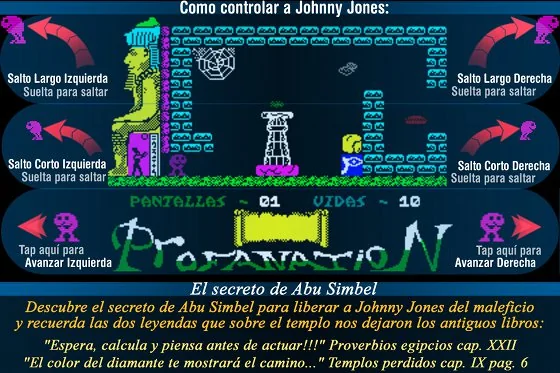 Como controlar a Johnny Jones:
Salto Largo Izquierda
Suelta para saltar
Salto Largo Derecha
Suelta para saltar
Salto Corto Izquierda
Suelta para saltar
Salto Corto Derecha
Suelta para saltar
PANTALLAS - 01 VIDAS - 10
Tap aquí para
Avanzar Izquierda
PROFANATION
Tap aquí para
Avanzar Derecha
El secreto de Abu Simbel
Descubre el secreto de Abu Simbel para liberar a Johnny Jones del maleficio
y recuerda las dos leyendas que sobre el templo nos dejaron los antiguos libros:
"Espera, calcula y piensa antes de actuar!!!" Proverbios egipcios cap. XXII
"El color del diamante te mostrará el camino..." Templos perdidos cap. IX pag. 6